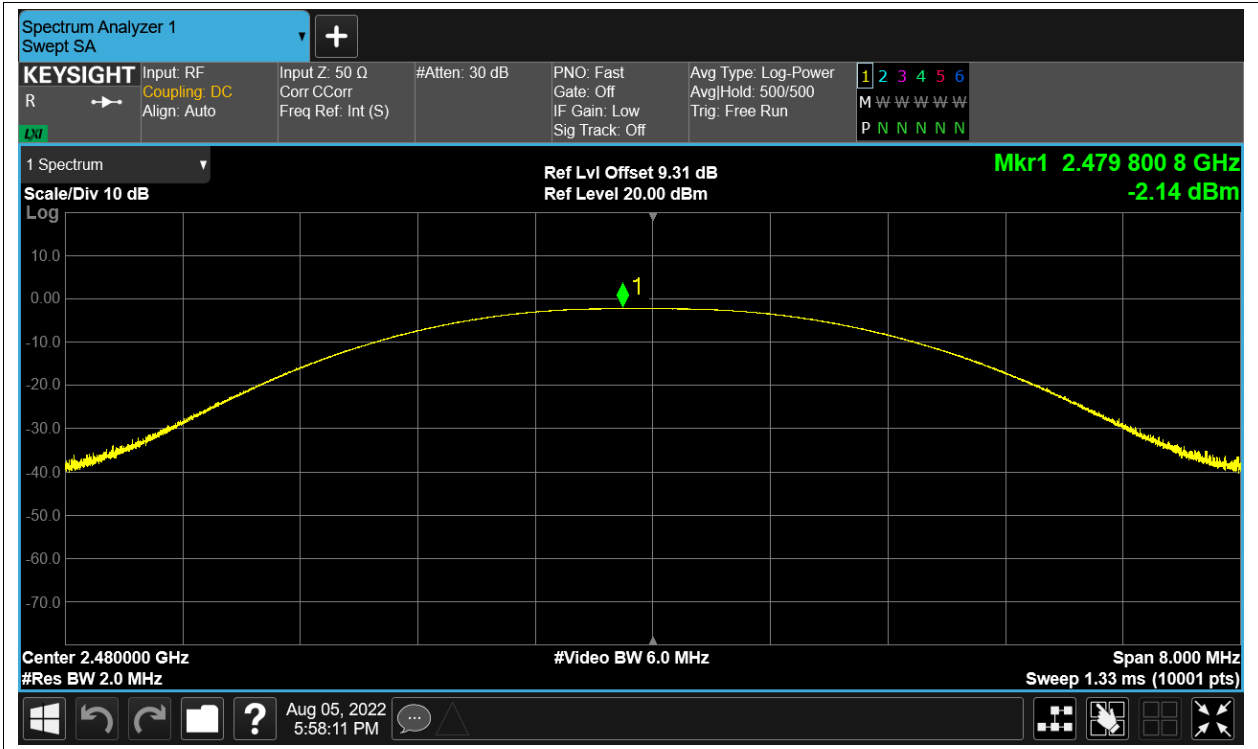 Spectrum Analyzer 1
Swept SA
KEYSIGHT
R
LXI
Input: RF
Coupling: DC
Align: Auto
Input Z: 50 Ω
Corr CCorr
Freq Ref: Int (S)
#Atten: 30 dB
PNO: Fast
Gate: Off
IF Gain: Low
Sig Track: Off
Avg Type: Log-Power
Avg|Hold: 500/500
Trig: Free Run
1 2 3 4 5 6
M W W W W W
P N N N N N
1 Spectrum
Scale/Div 10 dB
Log
Ref Lvl Offset 9.31 dB
Ref Level 20.00 dBm
Mkr1 2.479 800 8 GHz
-2.14 dBm
1
10.0
0.00
-10.0
-20.0
-30.0
-40.0
-50.0
-60.0
-70.0
Center 2.480000 GHz
#Res BW 2.0 MHz
#Video BW 6.0 MHz
Span 8.000 MHz
Sweep 1.33 ms (10001 pts)
?
Aug 05, 2022
5:58:11 PM